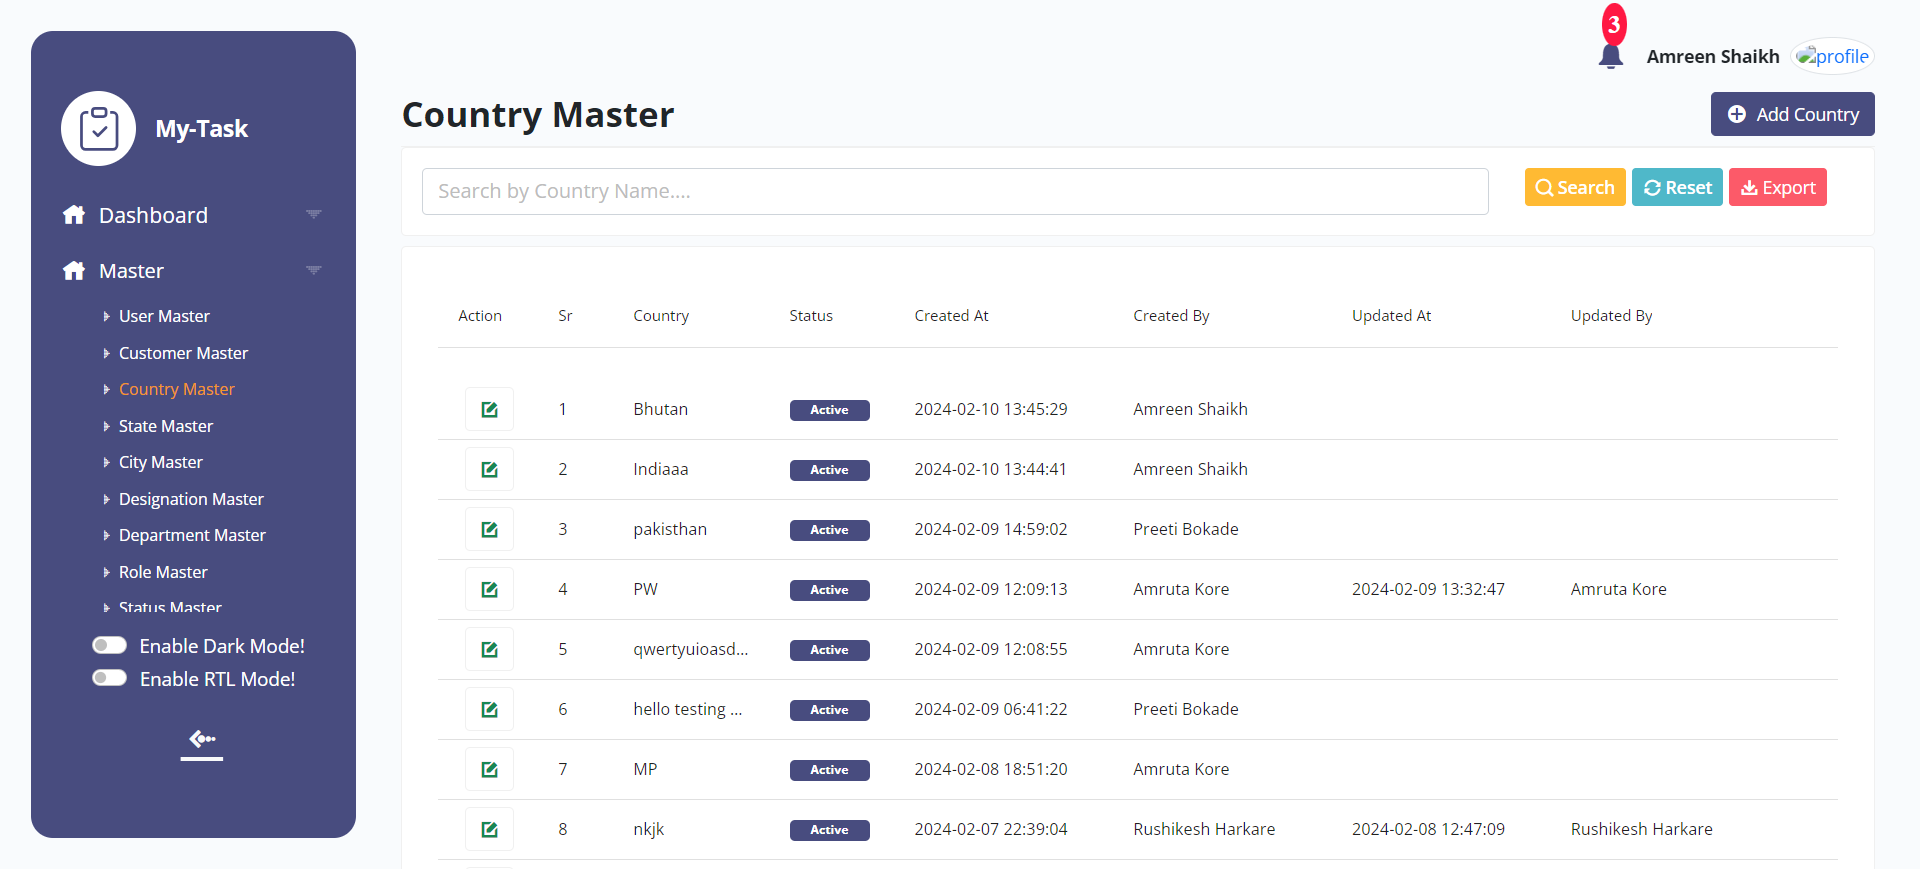 3
Amreen Shaikh profile
My-Task
Country Master
Add Country
Search by Country Name....
Search Reset Export
Dashboard
Master
User Master
Customer Master
Country Master
State Master
City Master
Designation Master
Department Master
Role Master
Status Master
Enable Dark Mode!
Enable RTL Mode!
Action Sr Country Status Created At Created By Updated At Updated By
1 Bhutan Active 2024-02-10 13:45:29 Amreen Shaikh
2 Indiaaa Active 2024-02-10 13:44:41 Amreen Shaikh
3 pakisthan Active 2024-02-09 14:59:02 Preeti Bokade
4 PW Active 2024-02-09 12:09:13 Amruta Kore 2024-02-09 13:32:47 Amruta Kore
5 qwertyuioasd... Active 2024-02-09 12:08:55 Amruta Kore
6 hello testing ... Active 2024-02-09 06:41:22 Preeti Bokade
7 MP Active 2024-02-08 18:51:20 Amruta Kore
8 nkjk Active 2024-02-07 22:39:04 Rushikesh Harkare 2024-02-08 12:47:09 Rushikesh Harkare